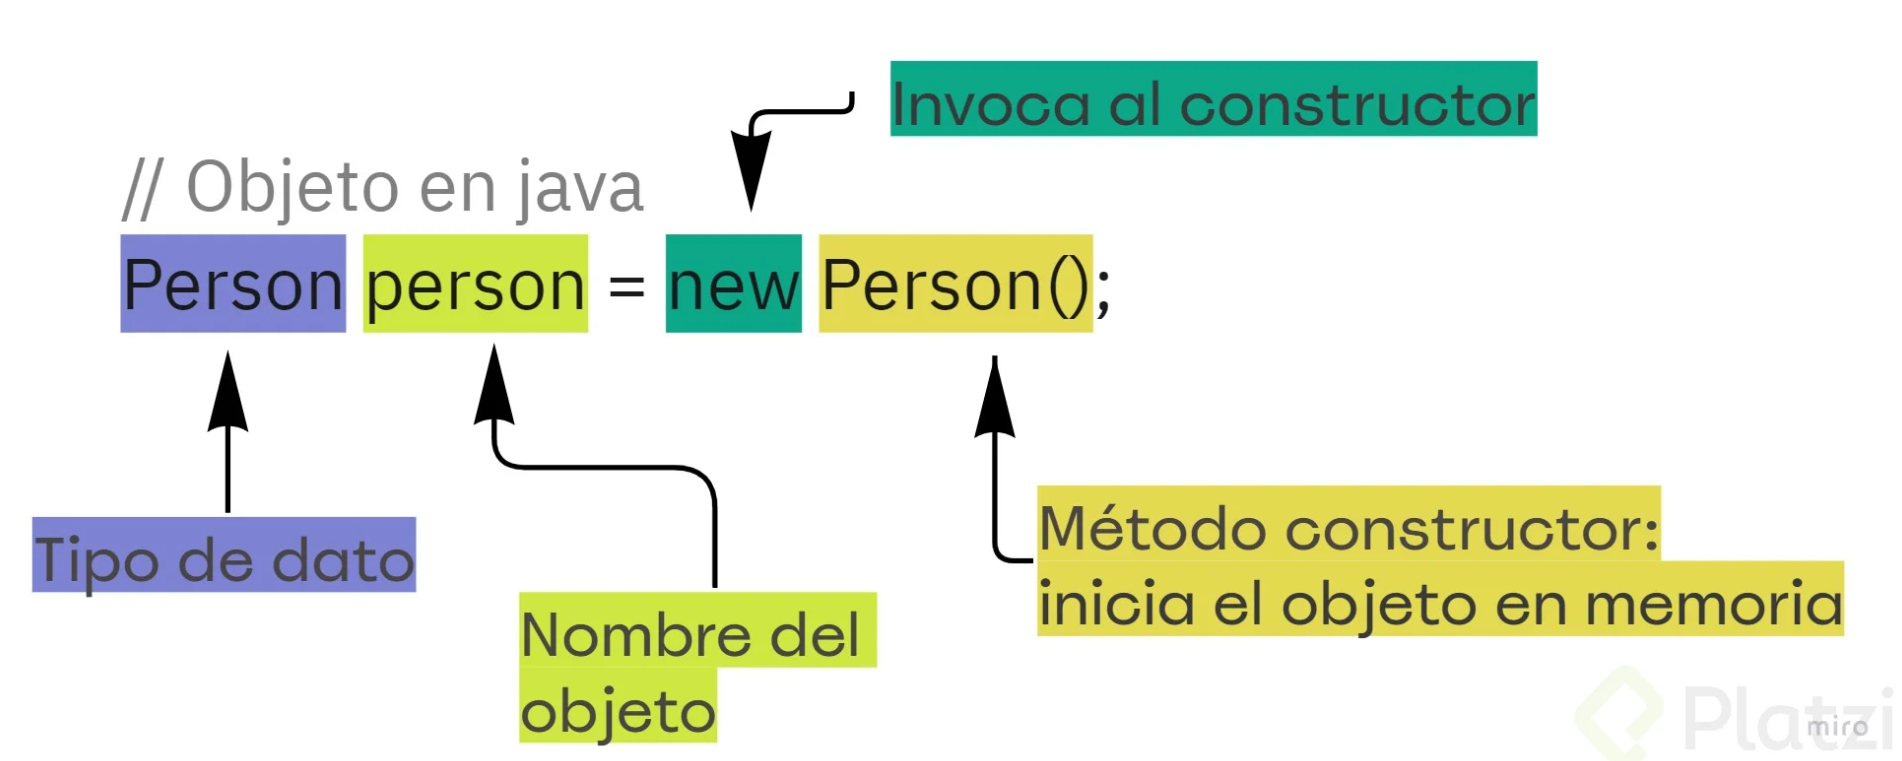 Invoca al constructor
// Objeto en java
Person person = new Person();
Tipo de dato
Nombre del
objeto
Método constructor:
inicia el objeto en memoria
Platzi
miro